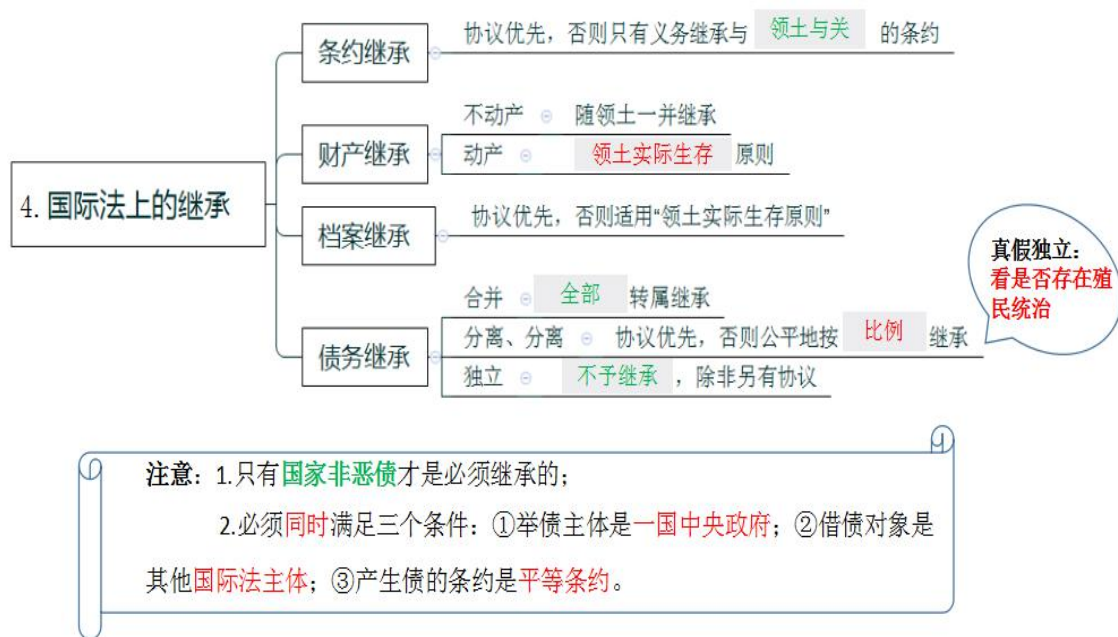 4. 国际法上的继承
条约继承
协议优先，否则只有义务继承与 领土与关 的条约
财产继承
不动产 随领土一并继承
动产 领土实际生存 原则
档案继承
协议优先，否则适用“领土实际生存原则”
债务继承
合并 全部 转属继承
分离、分离 协议优先，否则公平地按 比例 继承
独立 不予继承 ，除非另有协议
真假独立：
看是否存在殖
民统治
注意：1.只有国家非恶债才是必须继承的；
2.必须同时满足三个条件：①举债主体是一国中央政府；②借债对象是
其他国际法主体；③产生债的条约是平等条约。